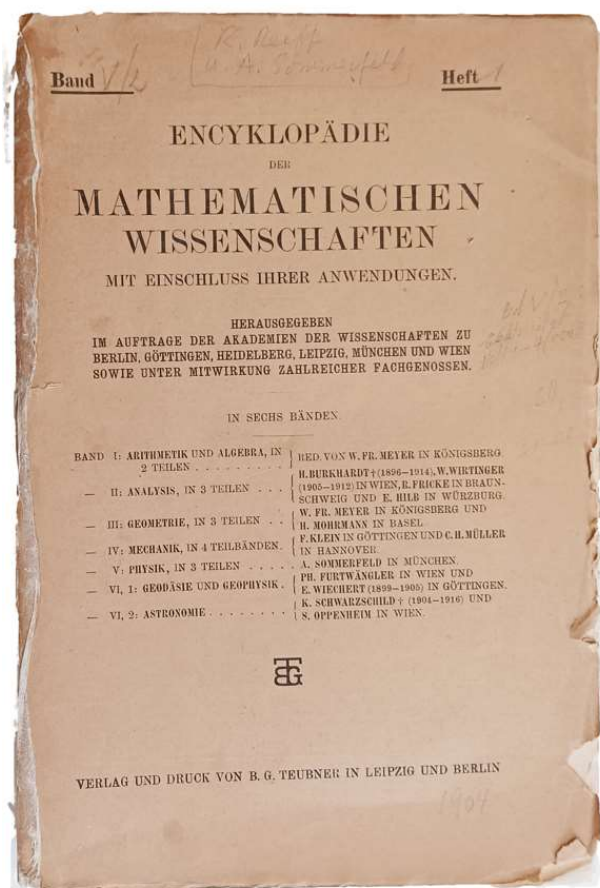 R. Reiff
u. A. Sommerfeld
Band V/2 Heft 1
ENCYKLOPÄDIE
DER
MATHEMATISCHEN
WISSENSCHAFTEN
MIT EINSCHLUSS IHRER ANWENDUNGEN.
HERAUSGEGEBEN
IM AUFTRAGE DER AKADEMIEN DER WISSENSCHAFTEN ZU
BERLIN, GÖTTINGEN, HEIDELBERG, LEIPZIG, MÜNCHEN UND WIEN
SOWIE UNTER MITWIRKUNG ZAHLREICHER FACHGENOSSEN.
IN SECHS BÄNDEN
BAND I: ARITHMETIK UND ALGEBRA, IN
2 TEILEN . . . . . . . . . RED. VON W. FR. MEYER IN KÖNIGSBERG
— II: ANALYSIS, IN 3 TEILEN . . . H. BURKHARDT † (1896–1914), W. WIRTINGER
(1905–1912) IN WIEN, R. FRICKE IN BRAUN-
SCHWEIG UND E. HILB IN WÜRZBURG.
— III: GEOMETRIE, IN 3 TEILEN . . W. FR. MEYER IN KÖNIGSBERG UND
H. MOHRMANN IN BASEL.
— IV: MECHANIK, IN 4 TEILBÄNDEN. F. KLEIN IN GÖTTINGEN UND C. H. MÜLLER
IN HANNOVER.
— V: PHYSIK, IN 3 TEILEN . . . . . A. SOMMERFELD IN MÜNCHEN.
— VI, 1: GEODÄSIE UND GEOPHYSIK. PH. FURTWÄNGLER IN WIEN UND
E. WIECHERT (1899–1905) IN GÖTTINGEN.
— VI, 2: ASTRONOMIE . . . . . . . . K. SCHWARZSCHILD † (1904–1916) UND
S. OPPENHEIM IN WIEN.
BTG
VERLAG UND DRUCK VON B. G. TEUBNER IN LEIPZIG UND BERLIN
1904